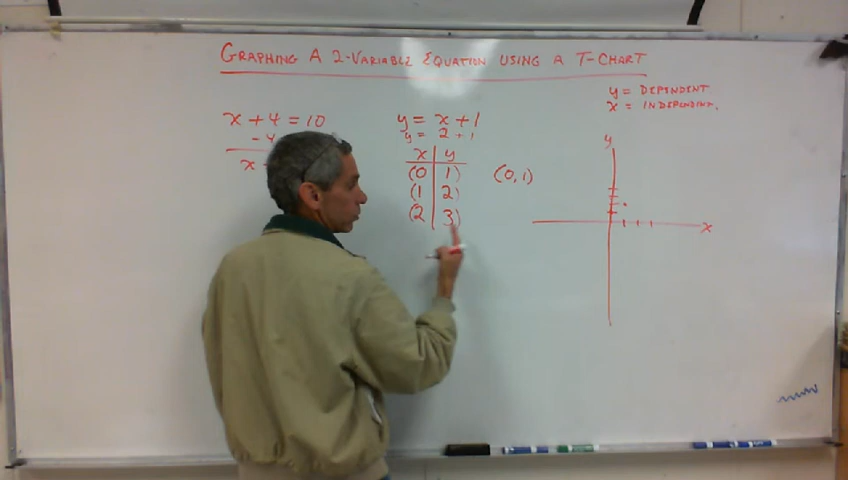 GRAPHING A 2-VARIABLE EQUATION USING A T-CHART
y = DEPENDENT.
x = INDEPENDENT.
x + 4 = 10
- 4
x
y = x + 1
y = 2 + 1
x y
(0 1)
(1 2)
(2 3)
(0,1)
y
x